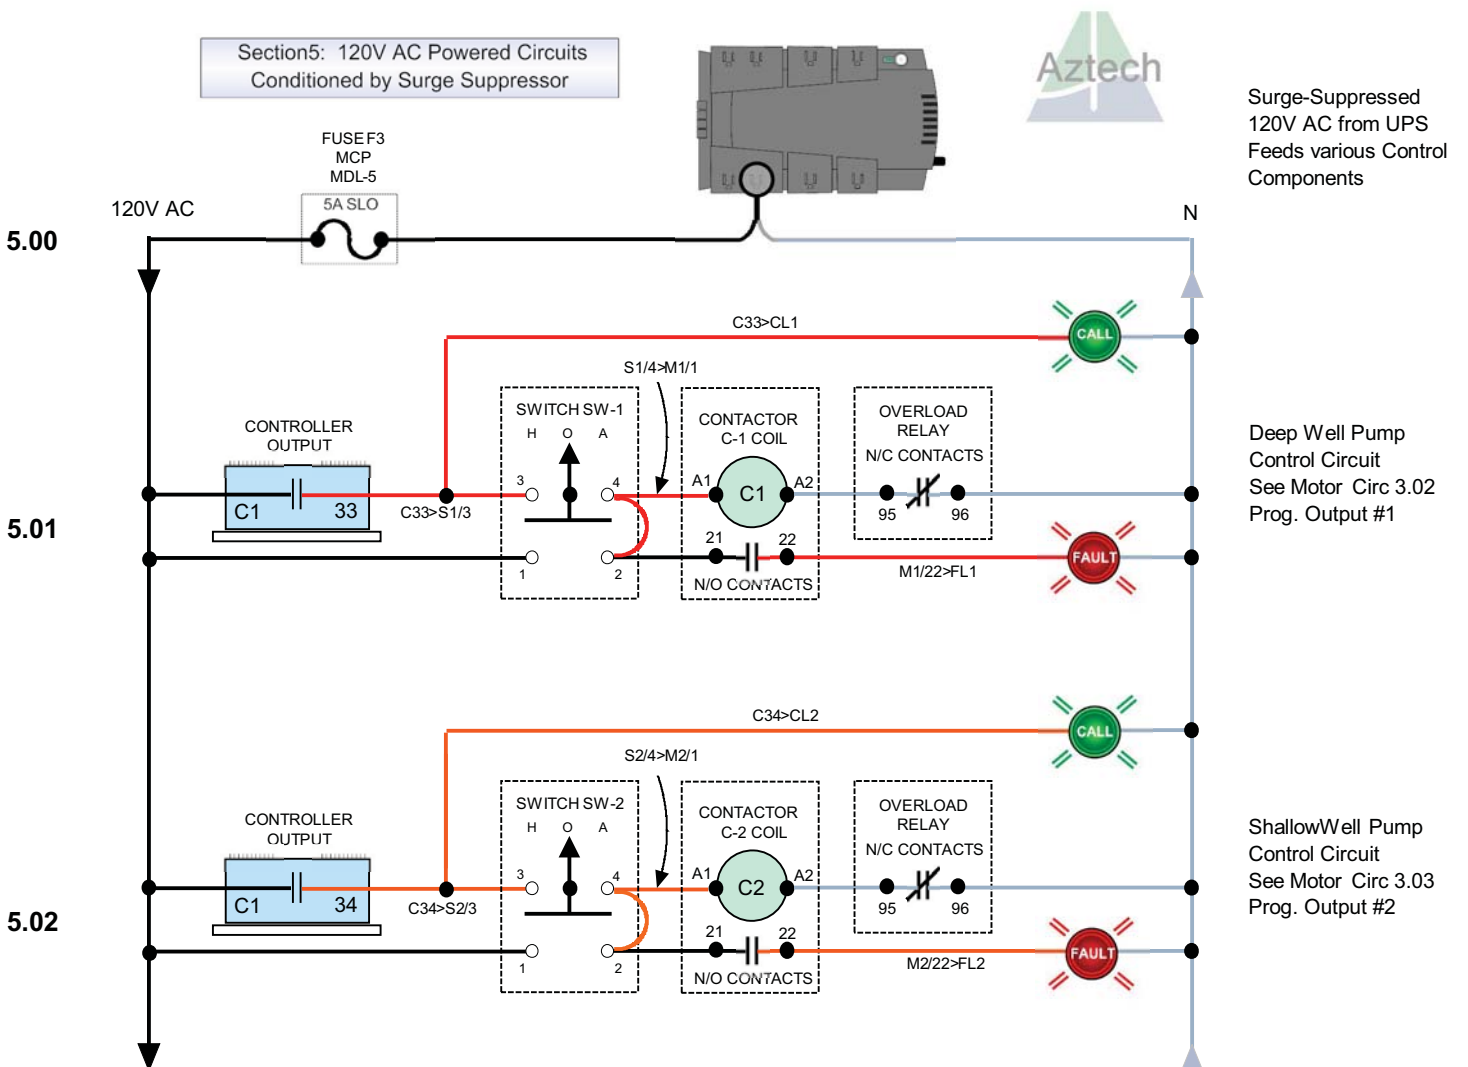 Section5: 120V AC Powered Circuits
Conditioned by Surge Suppressor
Aztech
Surge-Suppressed
120V AC from UPS
Feeds various Control
Components
FUSE F3
MCP
MDL-5
5A SLO
120V AC
N
5.00
C33>CL1
CALL
S1/4>M1/1
SWITCH SW-1
H O A
CONTACTOR
C-1 COIL
OVERLOAD
RELAY
N/C CONTACTS
CONTROLLER
OUTPUT
Deep Well Pump
Control Circuit
See Motor Circ 3.02
Prog. Output #1
3 4
A1 C1 A2
C1 33
C33>S1/3
95 96
5.01
21 22
FAULT
1 2
N/O CONTACTS
M1/22>FL1
C34>CL2
CALL
S2/4>M2/1
SWITCH SW-2
H O A
CONTACTOR
C-2 COIL
OVERLOAD
RELAY
N/C CONTACTS
CONTROLLER
OUTPUT
ShallowWell Pump
Control Circuit
See Motor Circ 3.03
Prog. Output #2
3 4
A1 C2 A2
C1 34
C34>S2/3
95 96
5.02
21 22
FAULT
1 2
N/O CONTACTS
M2/22>FL2